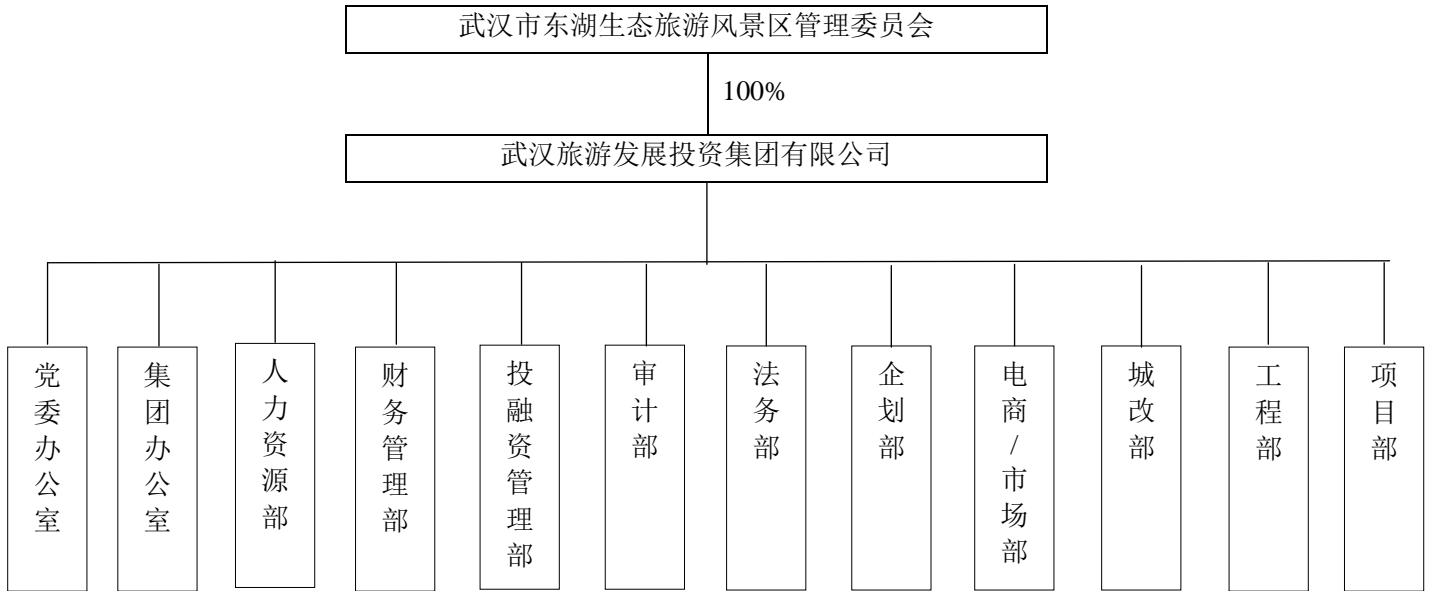 武汉市东湖生态旅游风景区管理委员会
100%
武汉旅游发展投资集团有限公司
党委办公室
集团办公室
人力资源部
财务管理部
投融资管理部
审计部
法务部
企划部
电商/市场部
城改部
工程部
项目部